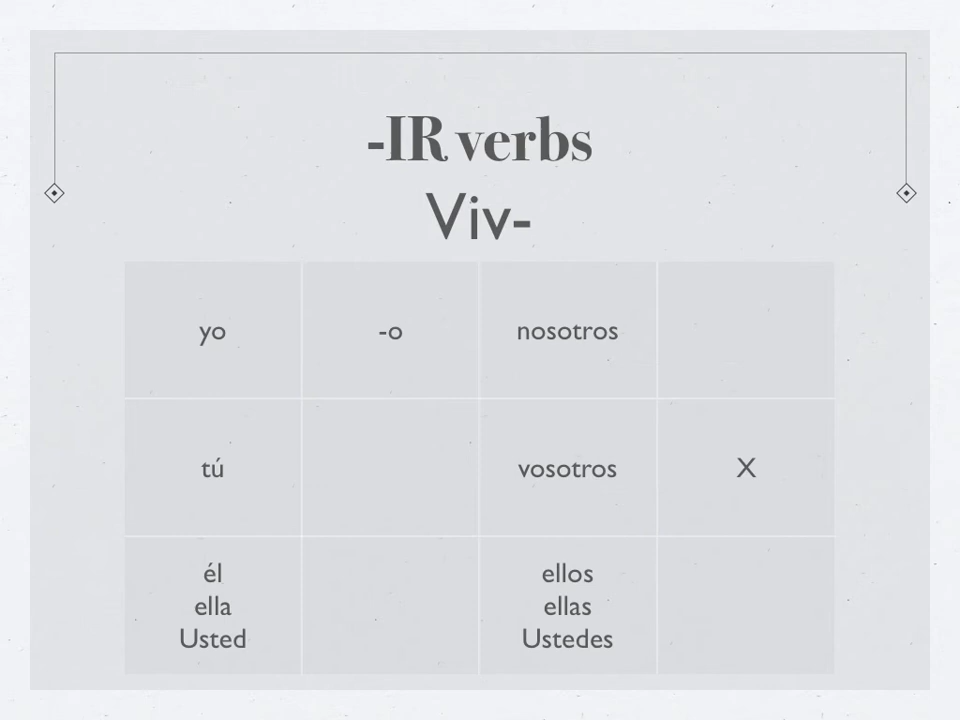 -IR verbs
Viv-
yo
-o
nosotros
tú
vosotros
X
él
ella
Usted
ellos
ellas
Ustedes